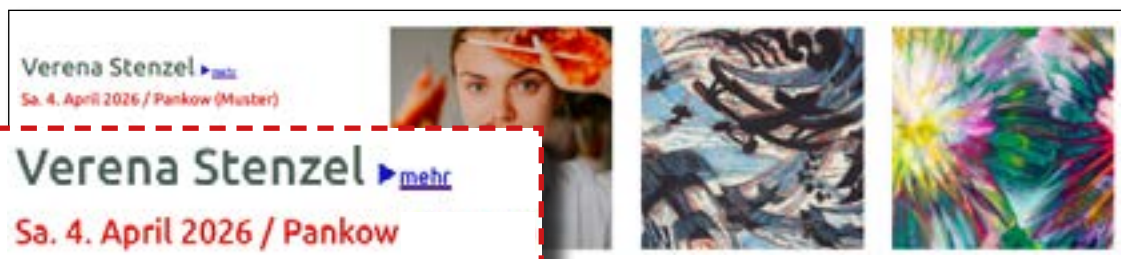 Verena Stenzel ▶mehr
Sa. 4. April 2026 / Pankow (Muster)
Verena Stenzel ▶mehr
Sa. 4. April 2026 / Pankow